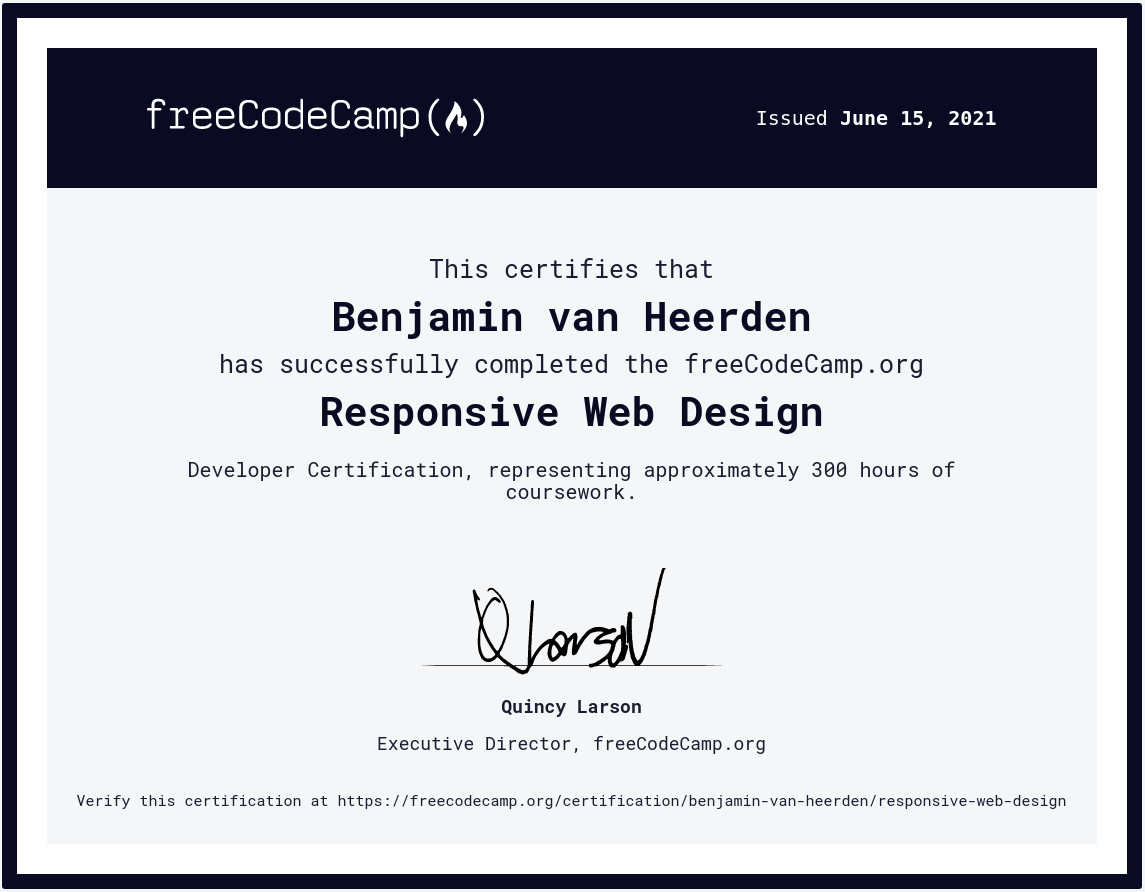 freeCodeCamp
Issued June 15, 2021
This certifies that
Benjamin van Heerden
has successfully completed the freeCodeCamp.org
Responsive Web Design
Developer Certification, representing approximately 300 hours of
coursework.
Q Larson
Quincy Larson
Executive Director, freeCodeCamp.org
Verify this certification at https://freecodecamp.org/certification/benjamin-van-heerden/responsive-web-design